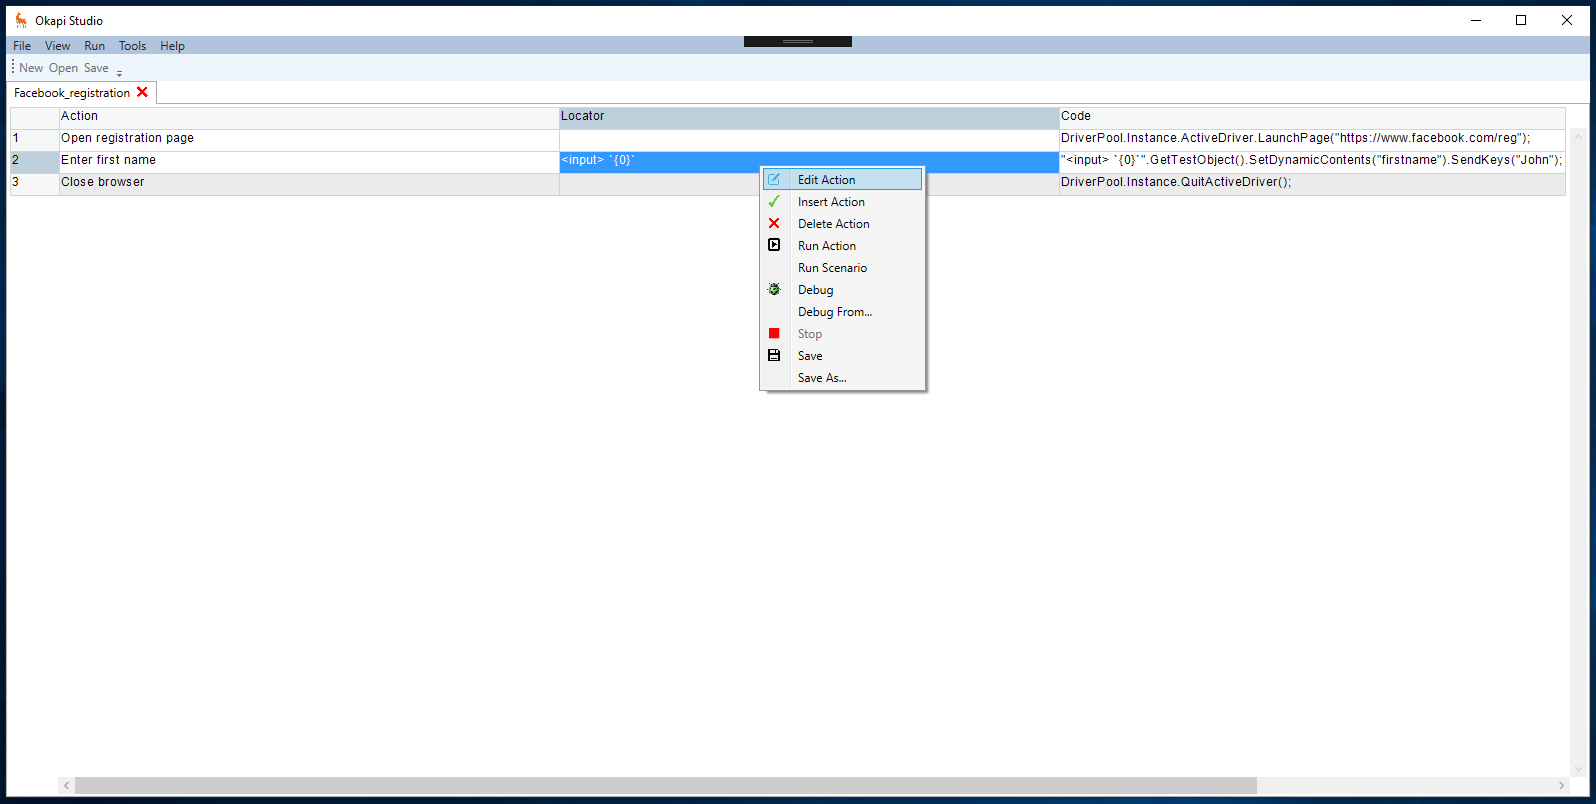 Okapi Studio
File View Run Tools Help
New Open Save
Facebook_registration
Action Locator Code
1 Open registration page DriverPool.Instance.ActiveDriver.LaunchPage("https://www.facebook.com/reg");
2 Enter first name <input> `{0}` "<input> `{0}`".GetTestObject().SetDynamicContents("firstname").SendKeys("John");
3 Close browser DriverPool.Instance.QuitActiveDriver();
Edit Action
Insert Action
Delete Action
Run Action
Run Scenario
Debug
Debug From...
Stop
Save
Save As...